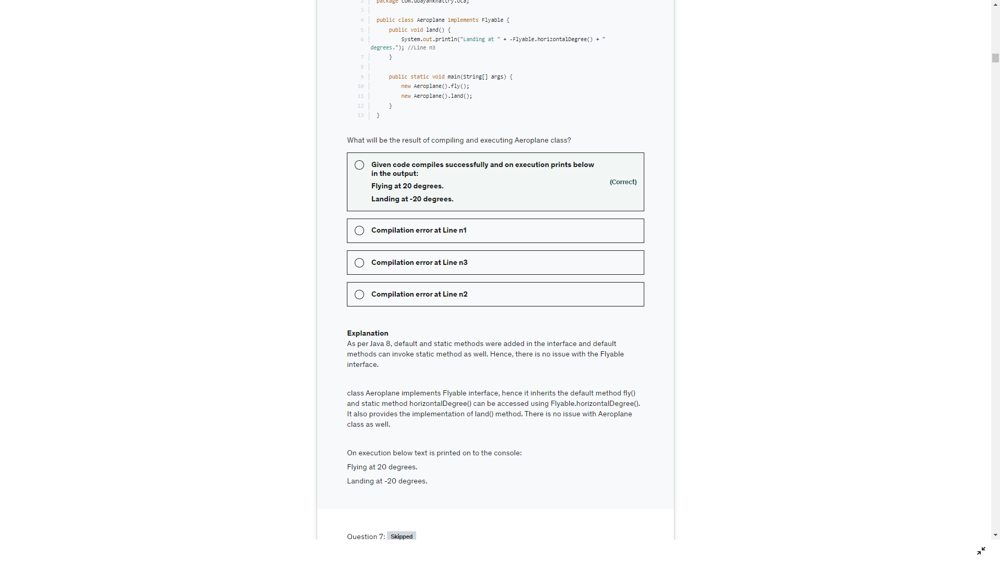 2 package com.udayankhattry.oca;
3
4 public class Aeroplane implements Flyable {
5 public void land() {
6 System.out.println("Landing at " + -Flyable.horizontalDegree() + "
degrees."); //Line n3
7 }
8
9 public static void main(String[] args) {
10 new Aeroplane().fly();
11 new Aeroplane().land();
12 }
13 }
What will be the result of compiling and executing Aeroplane class?
Given code compiles successfully and on execution prints below
in the output:
(Correct)
Flying at 20 degrees.
Landing at -20 degrees.
Compilation error at Line n1
Compilation error at Line n3
Compilation error at Line n2
Explanation
As per Java 8, default and static methods were added in the interface and default
methods can invoke static method as well. Hence, there is no issue with the Flyable
interface.
class Aeroplane implements Flyable interface, hence it inherits the default method fly()
and static method horizontalDegree() can be accessed using Flyable.horizontalDegree().
It also provides the implementation of land() method. There is no issue with Aeroplane
class as well.
On execution below text is printed on to the console:
Flying at 20 degrees.
Landing at -20 degrees.
Question 7: Skipped